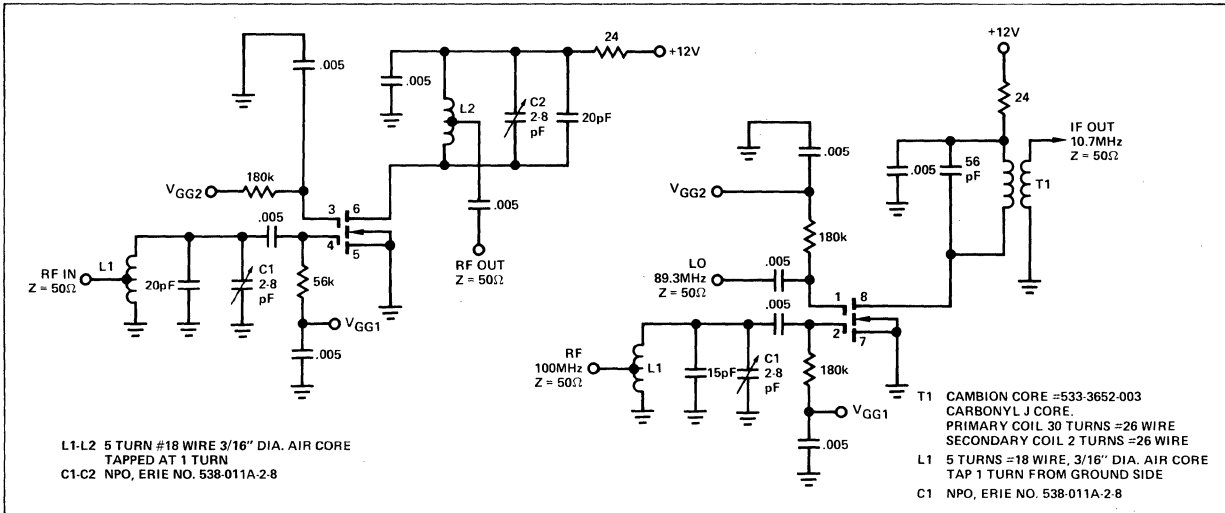 .005
24
+12V
.005
L2
C2
2-8
pF
20pF
180k
VGG2
.005
3
6
4
5
.005
RF OUT
Z = 50Ω
RF IN
Z = 50Ω
L1
20pF
C1
2-8
pF
56k
VGG1
.005
L1-L2 5 TURN #18 WIRE 3/16" DIA. AIR CORE
TAPPED AT 1 TURN
C1-C2 NPO, ERIE NO. 538-011A-2-8
+12V
24
IF OUT
10.7MHz
Z = 50Ω
.005
.005
56
pF
T1
VGG2
180k
LO
89.3MHz
Z = 50Ω
.005
1
8
2
7
.005
RF
100MHz
Z = 50Ω
L1
15pF
C1
2-8
pF
180k
VGG1
.005
T1 CAMBION CORE =533-3652-003
CARBONYL J CORE.
PRIMARY COIL 30 TURNS =26 WIRE
SECONDARY COIL 2 TURNS =26 WIRE
L1 5 TURNS =18 WIRE, 3/16" DIA. AIR CORE
TAP 1 TURN FROM GROUND SIDE
C1 NPO, ERIE NO. 538-011A-2-8